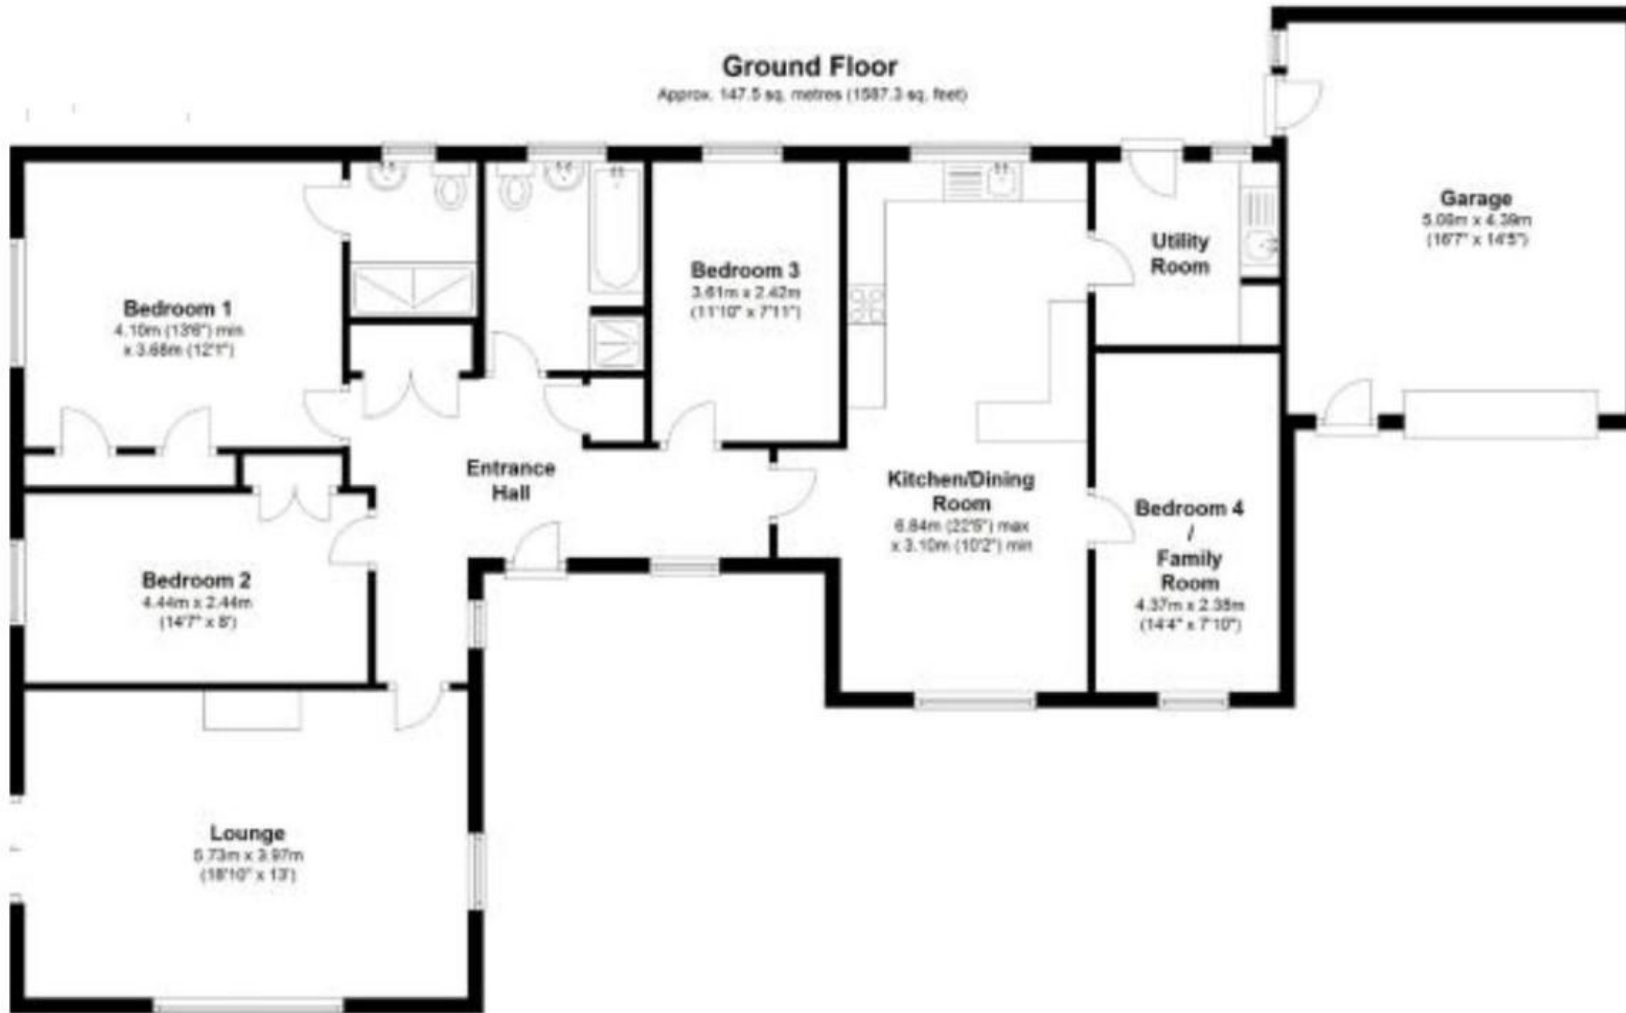 Ground Floor
Approx. 147.5 sq. metres (1587.3 sq. feet)
Garage
5.06m x 4.39m
(16'7" x 14'5")
Utility
Room
Bedroom 3
3.61m x 2.42m
(11'10" x 7'11")
Bedroom 1
4.10m (13'6") min
x 3.68m (12'1")
Entrance
Hall
Kitchen/Dining
Room
6.84m (22'5") max
x 3.10m (10'2") min
Bedroom 4
/
Family
Room
4.37m x 2.38m
(14'4" x 7'10")
Bedroom 2
4.44m x 2.44m
(14'7" x 8')
Lounge
5.73m x 3.97m
(18'10" x 13')